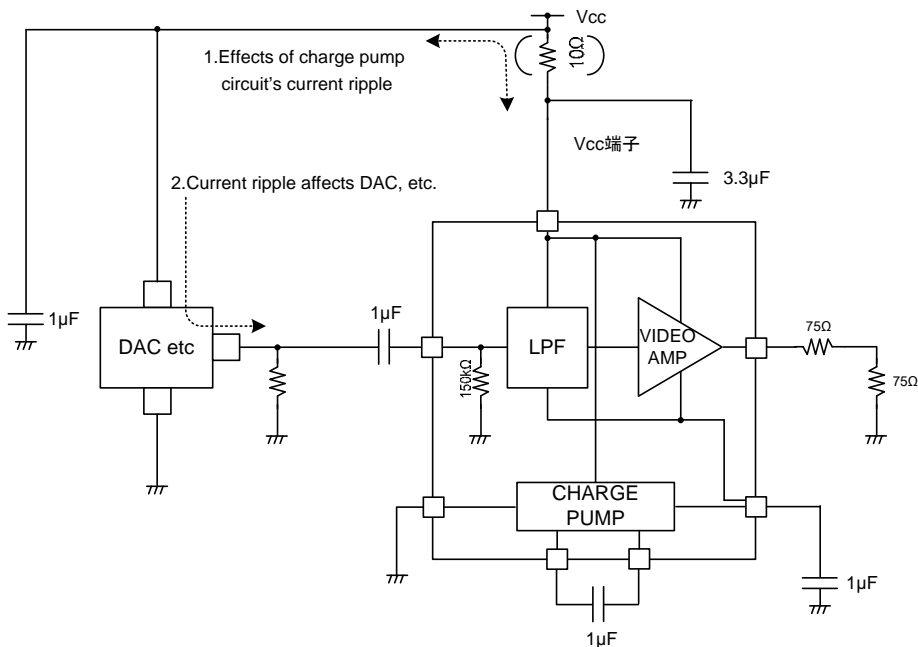 Vcc
(10Ω)
1.Effects of charge pump
circuit's current ripple
Vcc端子
3.3µF
2.Current ripple affects DAC, etc.
1µF
DAC etc
1µF
150kΩ
LPF
VIDEO
AMP
75Ω
75Ω
CHARGE
PUMP
1µF
1µF